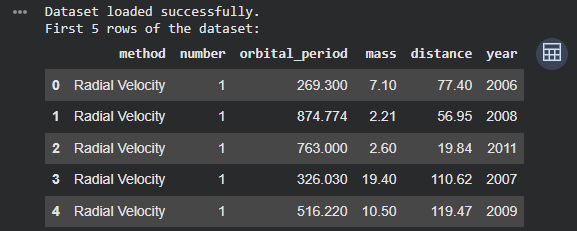 Dataset loaded successfully.
First 5 rows of the dataset:
method number orbital_period mass distance year
0 Radial Velocity 1 269.300 7.10 77.40 2006
1 Radial Velocity 1 874.774 2.21 56.95 2008
2 Radial Velocity 1 763.000 2.60 19.84 2011
3 Radial Velocity 1 326.030 19.40 110.62 2007
4 Radial Velocity 1 516.220 10.50 119.47 2009